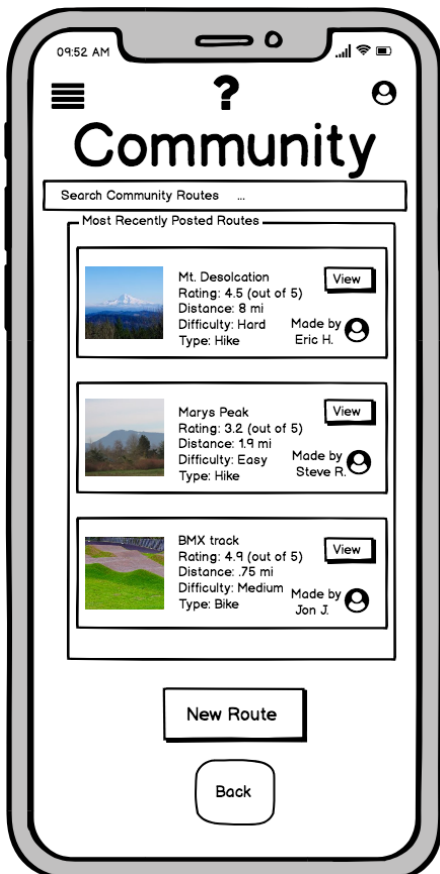 09:52 AM
?
Community
Search Community Routes ...
Most Recently Posted Routes
Mt. Desolcation
Rating: 4.5 (out of 5)
Distance: 8 mi
Difficulty: Hard
Type: Hike
View
Made by
Eric H.
Marys Peak
Rating: 3.2 (out of 5)
Distance: 1.9 mi
Difficulty: Easy
Type: Hike
View
Made by
Steve R.
BMX track
Rating: 4.9 (out of 5)
Distance: .75 mi
Difficulty: Medium
Type: Bike
View
Made by
Jon J.
New Route
Back